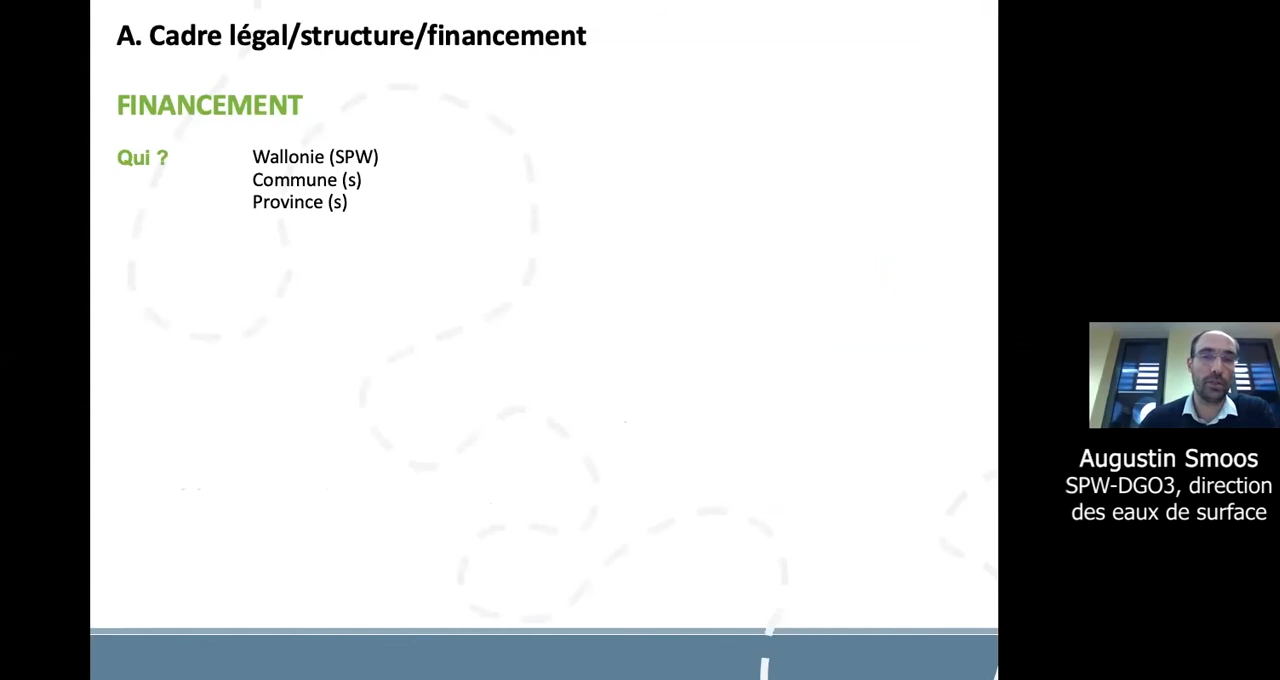 A. Cadre légal/structure/financement
FINANCEMENT
Qui ?
Wallonie (SPW)
Commune (s)
Province (s)
Augustin Smoos
SPW-DGO3, direction
des eaux de surface